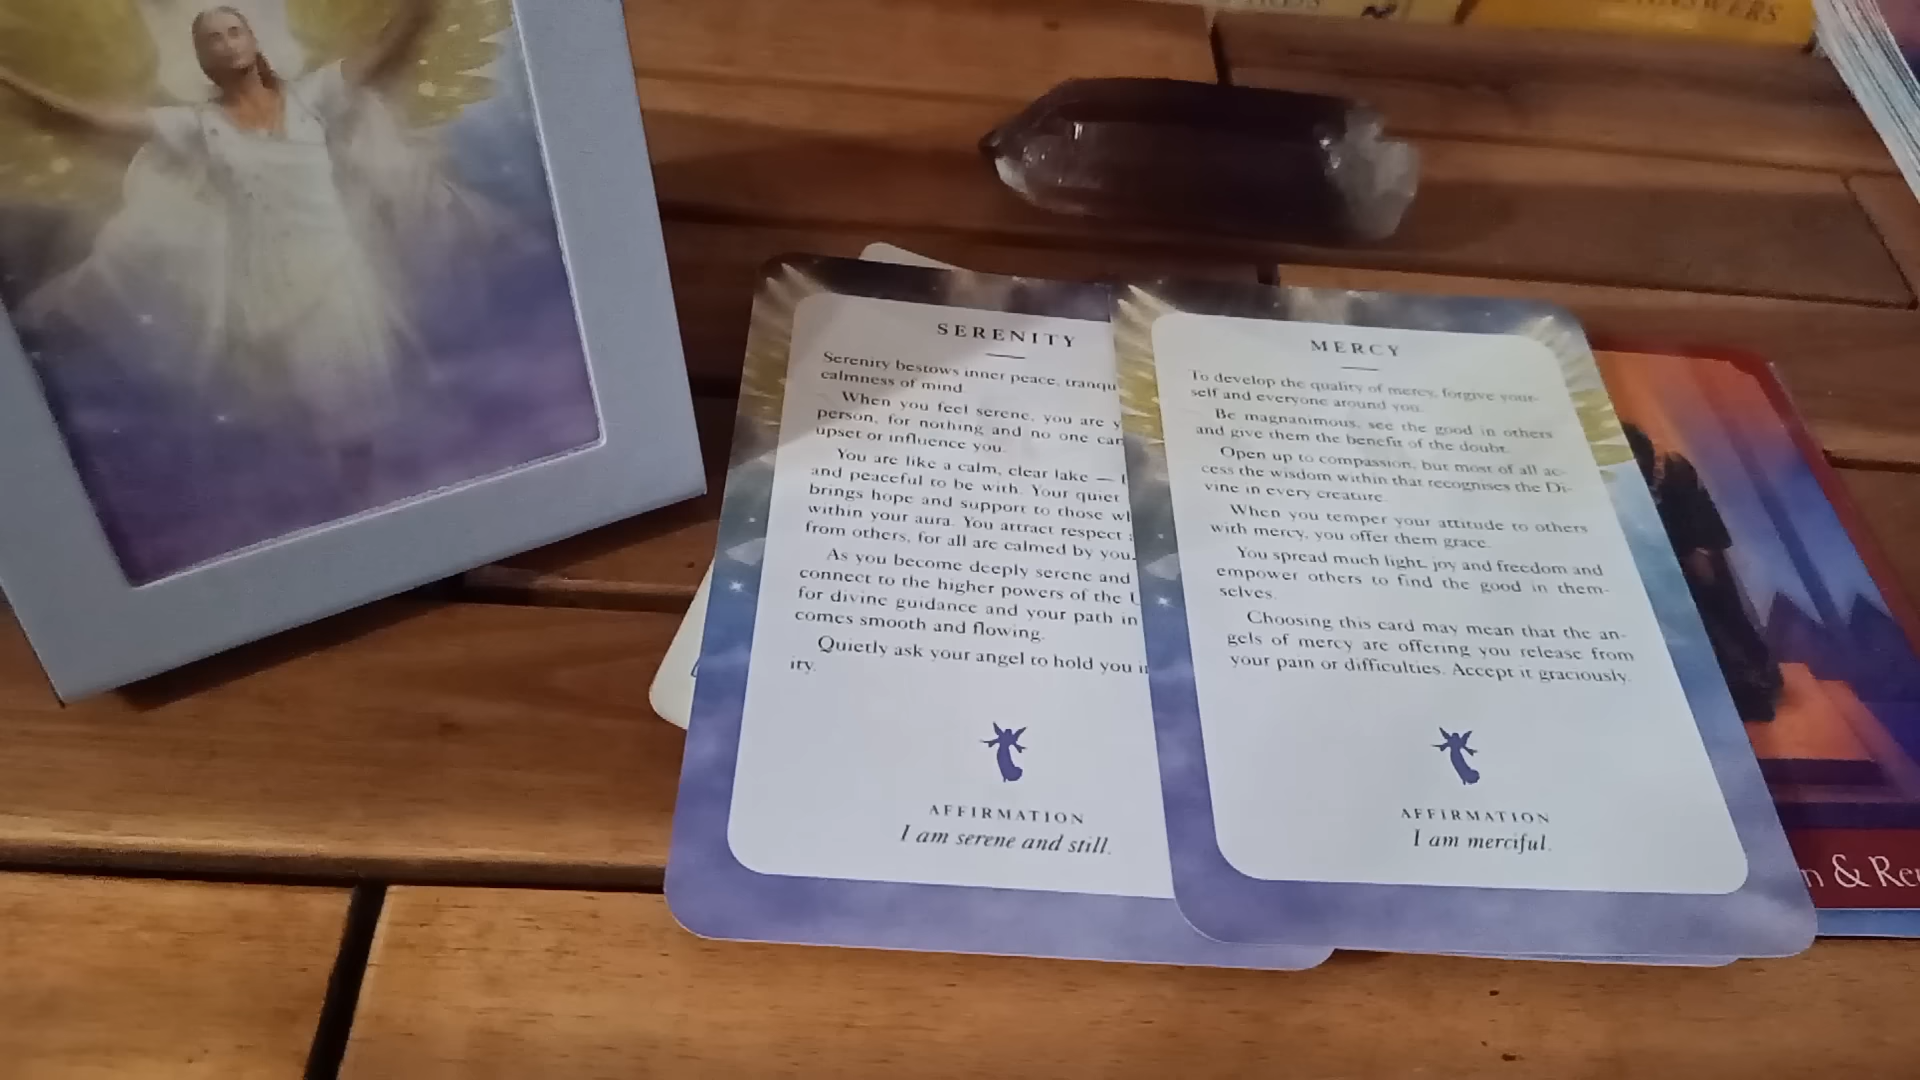 SERENITY
Serenity bestows inner peace, tranqu
calmness of mind.
When you feel serene, you are y
person, for nothing and no one can
upset or influence you.
You are like a calm, clear lake —
and peaceful to be with. Your quiet
brings hope and support to those wh
within your aura. You attract respect
from others, for all are calmed by you.
As you become deeply serene and
connect to the higher powers of the U
for divine guidance and your path in
comes smooth and flowing.
Quietly ask your angel to hold you in
ity.
AFFIRMATION
I am serene and still.
MERCY
To develop the quality of mercy, forgive your-
self and everyone around you.
Be magnanimous, see the good in others
and give them the benefit of the doubt.
Open up to compassion, but most of all ac-
cess the wisdom within that recognises the Di-
vine in every creature.
When you temper your attitude to others
with mercy, you offer them grace.
You spread much light, joy and freedom and
empower others to find the good in them-
selves.
Choosing this card may mean that the an-
gels of mercy are offering you release from
your pain or difficulties. Accept it graciously.
AFFIRMATION
I am merciful.
n & Re